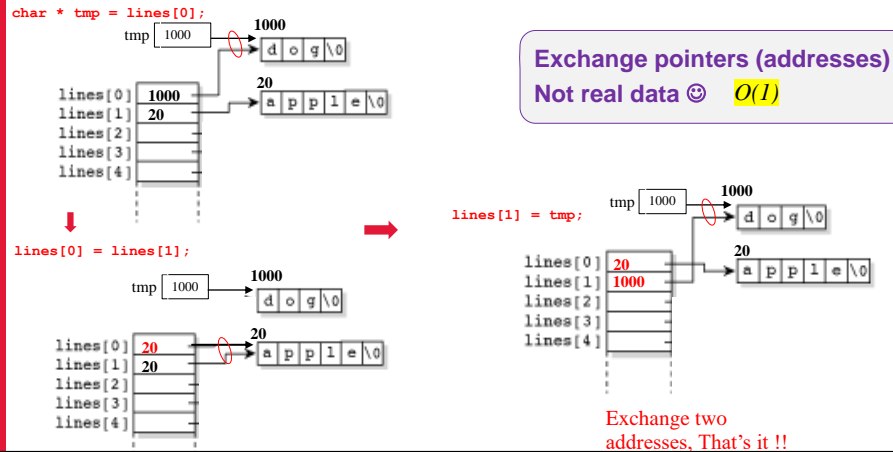 char * tmp = lines[0];
tmp 1000 1000
d o g \0
20
lines[0] 1000
a p p l e \0
lines[1] 20
lines[2]
lines[3]
lines[4]
lines[0] = lines[1];
tmp 1000 1000
d o g \0
20
lines[0] 20
a p p l e \0
lines[1] 20
lines[2]
lines[3]
lines[4]
Exchange pointers (addresses)
Not real data ☺ O(1)
lines[1] = tmp;
tmp 1000 1000
d o g \0
20
lines[0] 20
a p p l e \0
lines[1] 1000
lines[2]
lines[3]
lines[4]
Exchange two
addresses, That's it !!